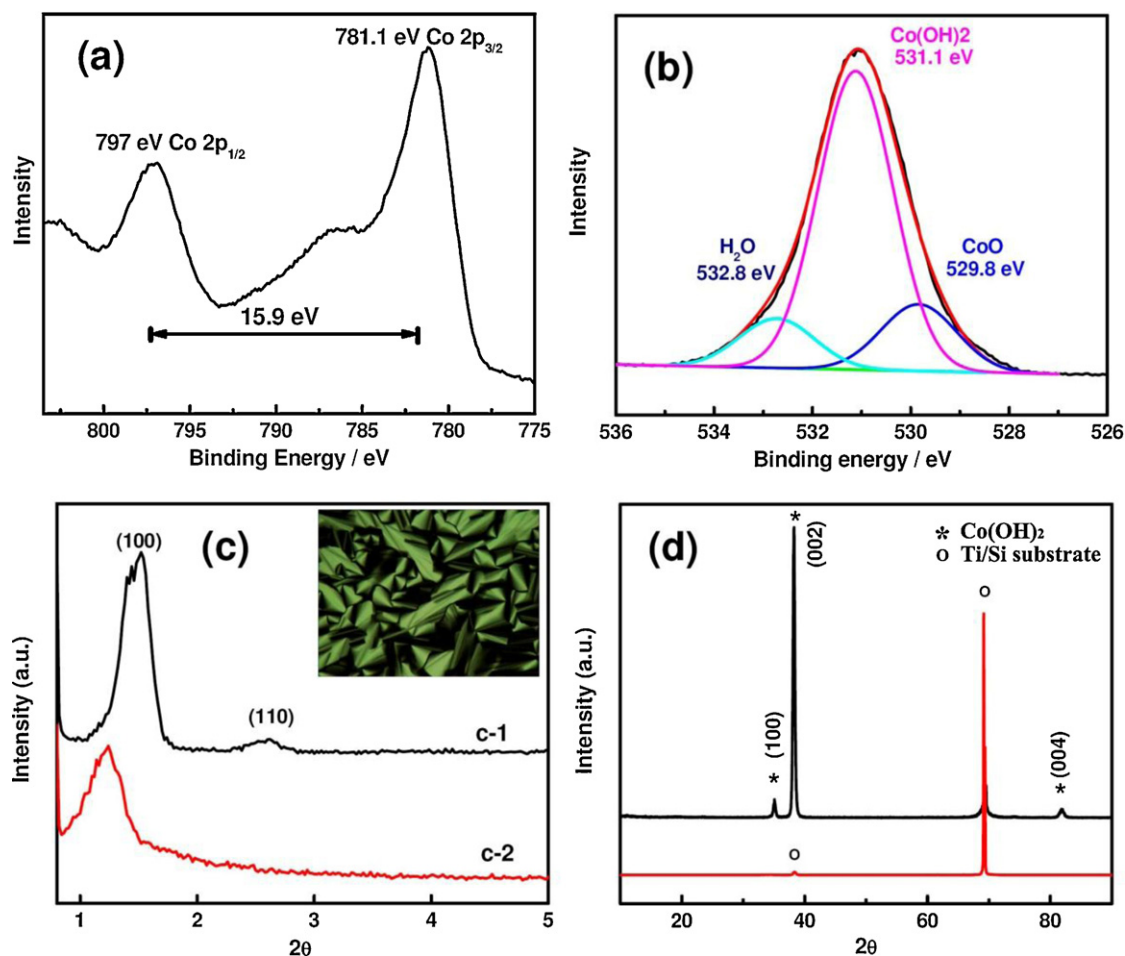 (a)
781.1 eV Co 2p3/2
797 eV Co 2p1/2
15.9 eV
Intensity
800 795 790 785 780 775
Binding Energy / eV
(b)
Co(OH)2
531.1 eV
H2O
532.8 eV
CoO
529.8 eV
Intensity
536 534 532 530 528 526
Binding energy / eV
(c)
(100)
(110)
c-1
c-2
Intensity (a.u.)
1 2 3 4 5
2θ
(d)
* Co(OH)2
o Ti/Si substrate
*
(002)
* (100)
o
* (004)
o
Intensity (a.u.)
20 40 60 80
2θ